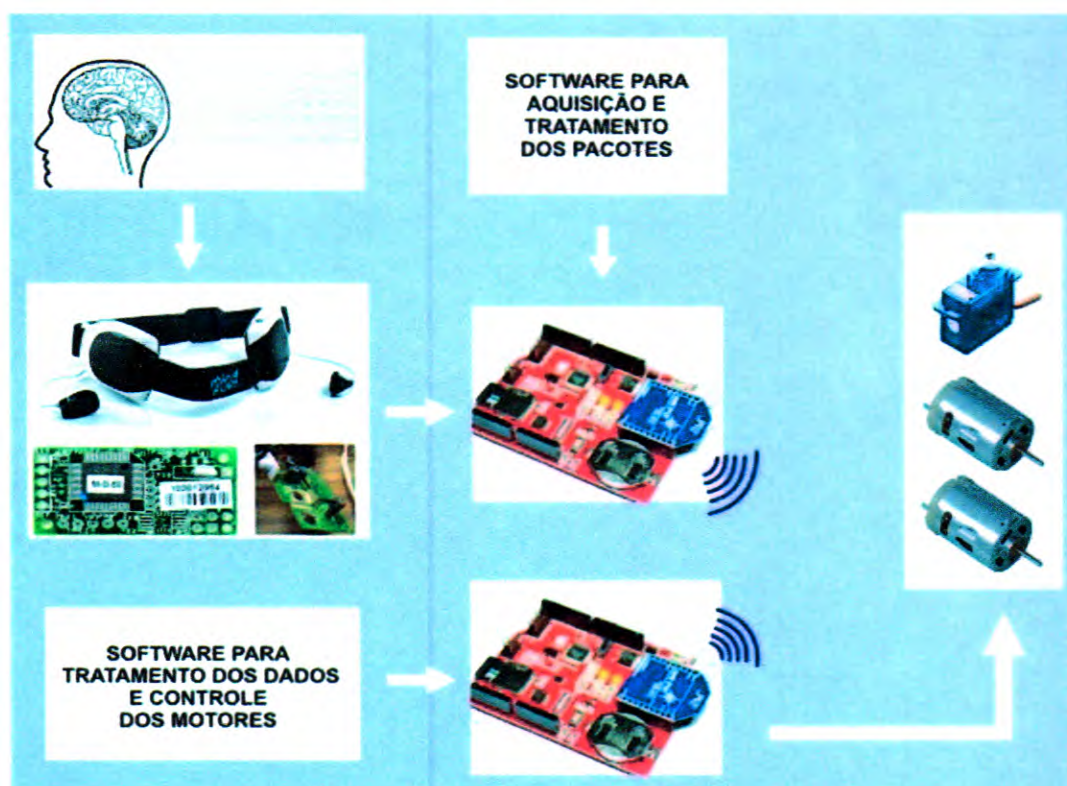 SOFTWARE PARA
AQUISIÇÃO E
TRATAMENTO
DOS PACOTES
SOFTWARE PARA
TRATAMENTO DOS DADOS
E CONTROLE
DOS MOTORES